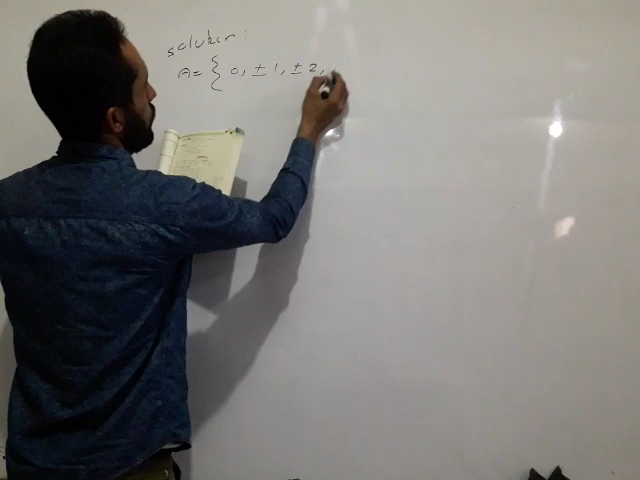 solution:
A = { 0, ± 1, ± 2,